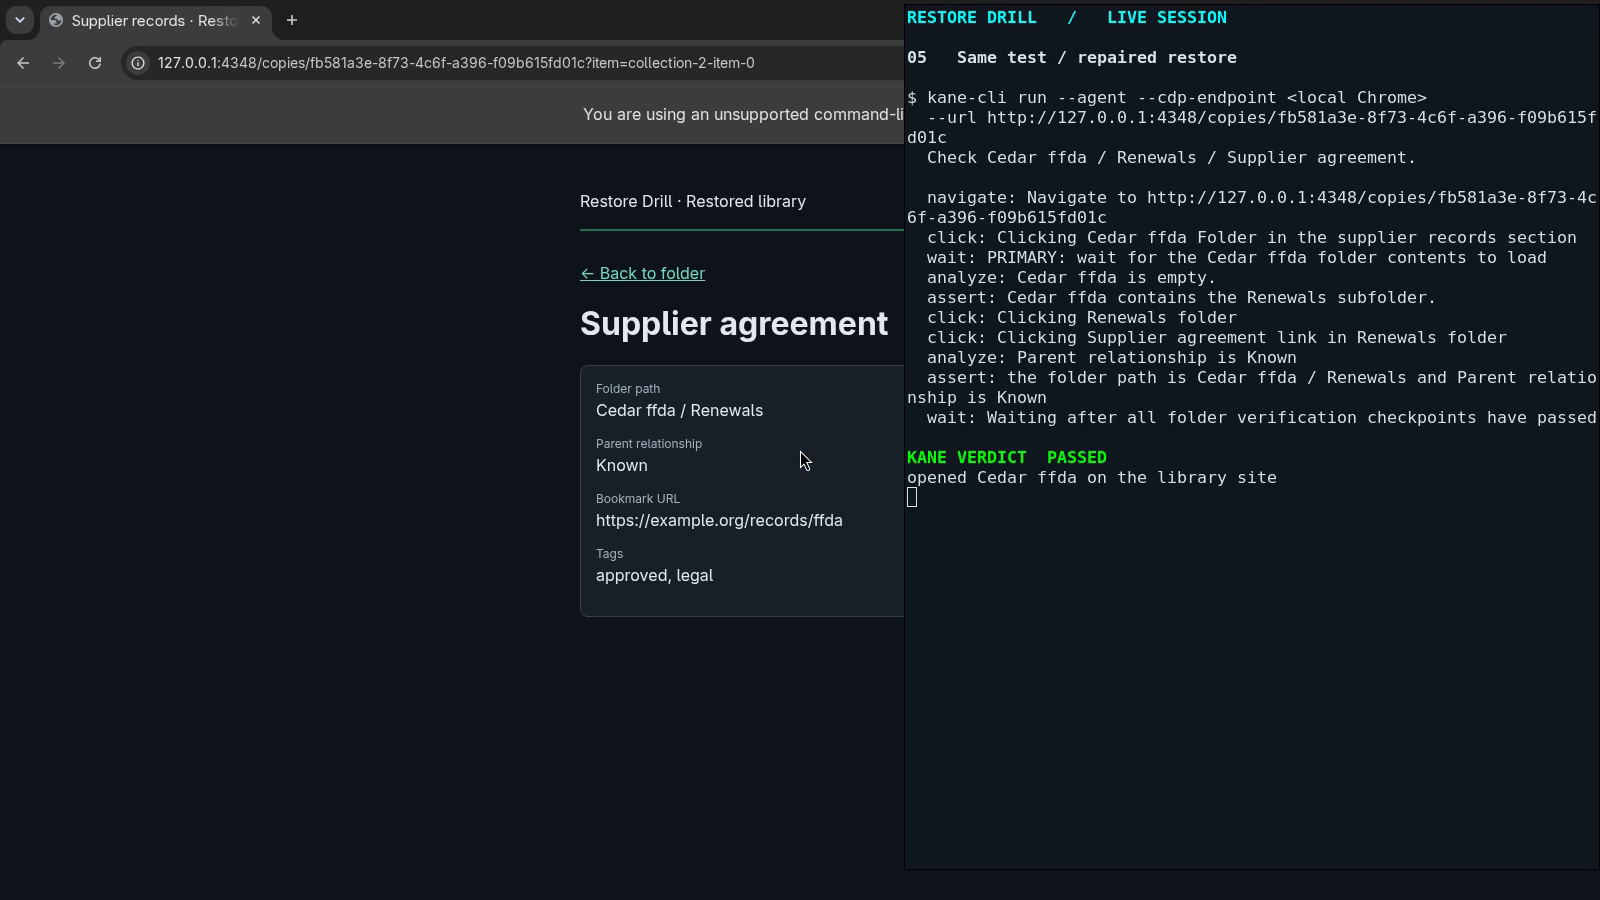 Supplier records · Resto
127.0.0.1:4348/copies/fb581a3e-8f73-4c6f-a396-f09b615fd01c?item=collection-2-item-0
You are using an unsupported command-li
Restore Drill · Restored library
← Back to folder
Supplier agreement
Folder path
Cedar ffda / Renewals
Parent relationship
Known
Bookmark URL
https://example.org/records/ffda
Tags
approved, legal
RESTORE DRILL / LIVE SESSION
05 Same test / repaired restore
$ kane-cli run --agent --cdp-endpoint <local Chrome>
--url http://127.0.0.1:4348/copies/fb581a3e-8f73-4c6f-a396-f09b615f
d01c
Check Cedar ffda / Renewals / Supplier agreement.
navigate: Navigate to http://127.0.0.1:4348/copies/fb581a3e-8f73-4c
6f-a396-f09b615fd01c
click: Clicking Cedar ffda Folder in the supplier records section
wait: PRIMARY: wait for the Cedar ffda folder contents to load
analyze: Cedar ffda is empty.
assert: Cedar ffda contains the Renewals subfolder.
click: Clicking Renewals folder
click: Clicking Supplier agreement link in Renewals folder
analyze: Parent relationship is Known
assert: the folder path is Cedar ffda / Renewals and Parent relatio
nship is Known
wait: Waiting after all folder verification checkpoints have passed
KANE VERDICT PASSED
opened Cedar ffda on the library site